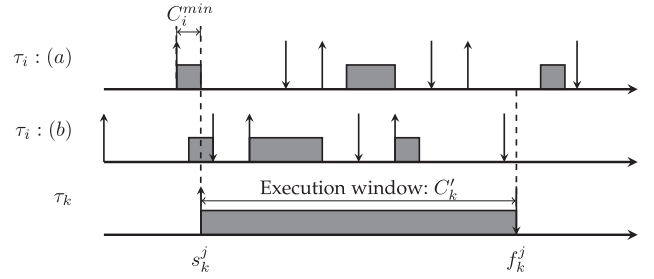 C_i^{min}
τ_i : (a)
τ_i : (b)
Execution window: C'_k
τ_k
s_k^j f_k^j